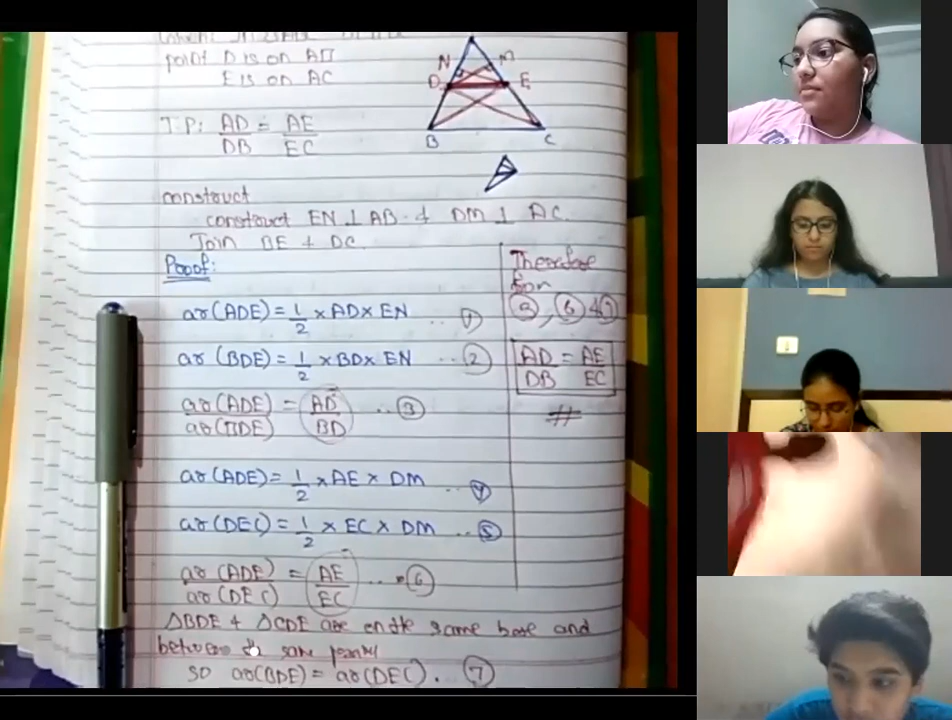 point D is on AB
E is on AC
N M
D E
B C
T.P: AD/DB = AE/EC
construct
construct EN ⊥ AB & DM ⊥ AC.
Join BE & DC.
Proof:
ar(ADE) = 1/2 × AD × EN ..①
ar(BDE) = 1/2 × BD × EN ..②
ar(ADE)/ar(BDE) = AD/BD ..③
ar(ADE) = 1/2 × AE × DM ..④
ar(DEC) = 1/2 × EC × DM ..⑤
ar(ADE)/ar(DEC) = AE/EC ...⑥
△BDE & △CDE are on the same base and
between the same
so ar(BDE) = ar(DEC). ⑦
Therefore
from
③, ⑥ & ⑦
AD/DB = AE/EC
#